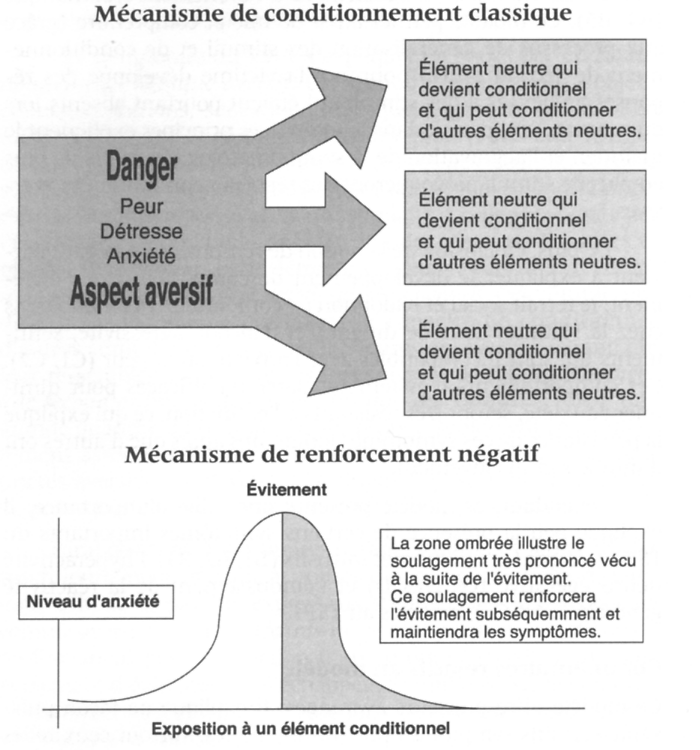 Mécanisme de conditionnement classique
Danger
Peur
Détresse
Anxiété
Aspect aversif
Élément neutre qui
devient conditionnel
et qui peut conditionner
d'autres éléments neutres.
Élément neutre qui
devient conditionnel
et qui peut conditionner
d'autres éléments neutres.
Élément neutre qui
devient conditionnel
et qui peut conditionner
d'autres éléments neutres.
Mécanisme de renforcement négatif
Évitement
Niveau d'anxiété
La zone ombrée illustre le
soulagement très prononcé vécu
à la suite de l'évitement.
Ce soulagement renforcera
l'évitement subséquemment et
maintiendra les symptômes.
Exposition à un élément conditionnel